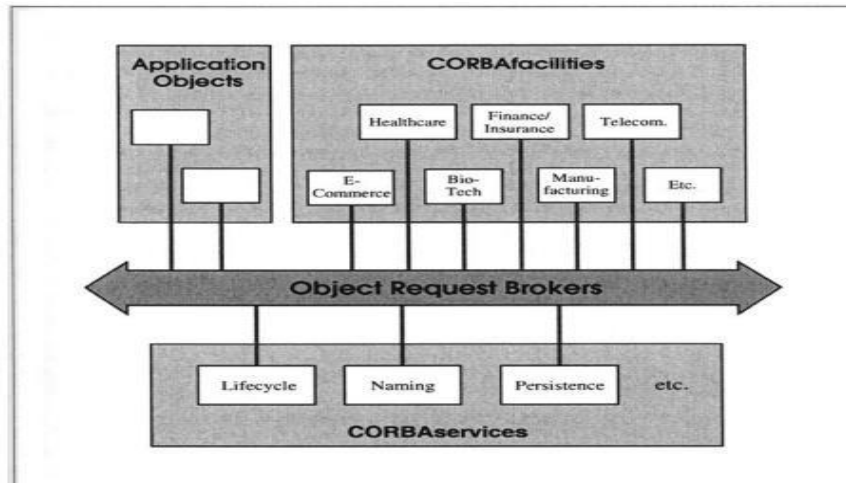 Application
Objects
CORBAfacilities
Healthcare
Finance/
Insurance
Telecom.
E-
Commerce
Bio-
Tech
Manu-
facturing
Etc.
Object Request Brokers
Lifecycle
Naming
Persistence
etc.
CORBAservices